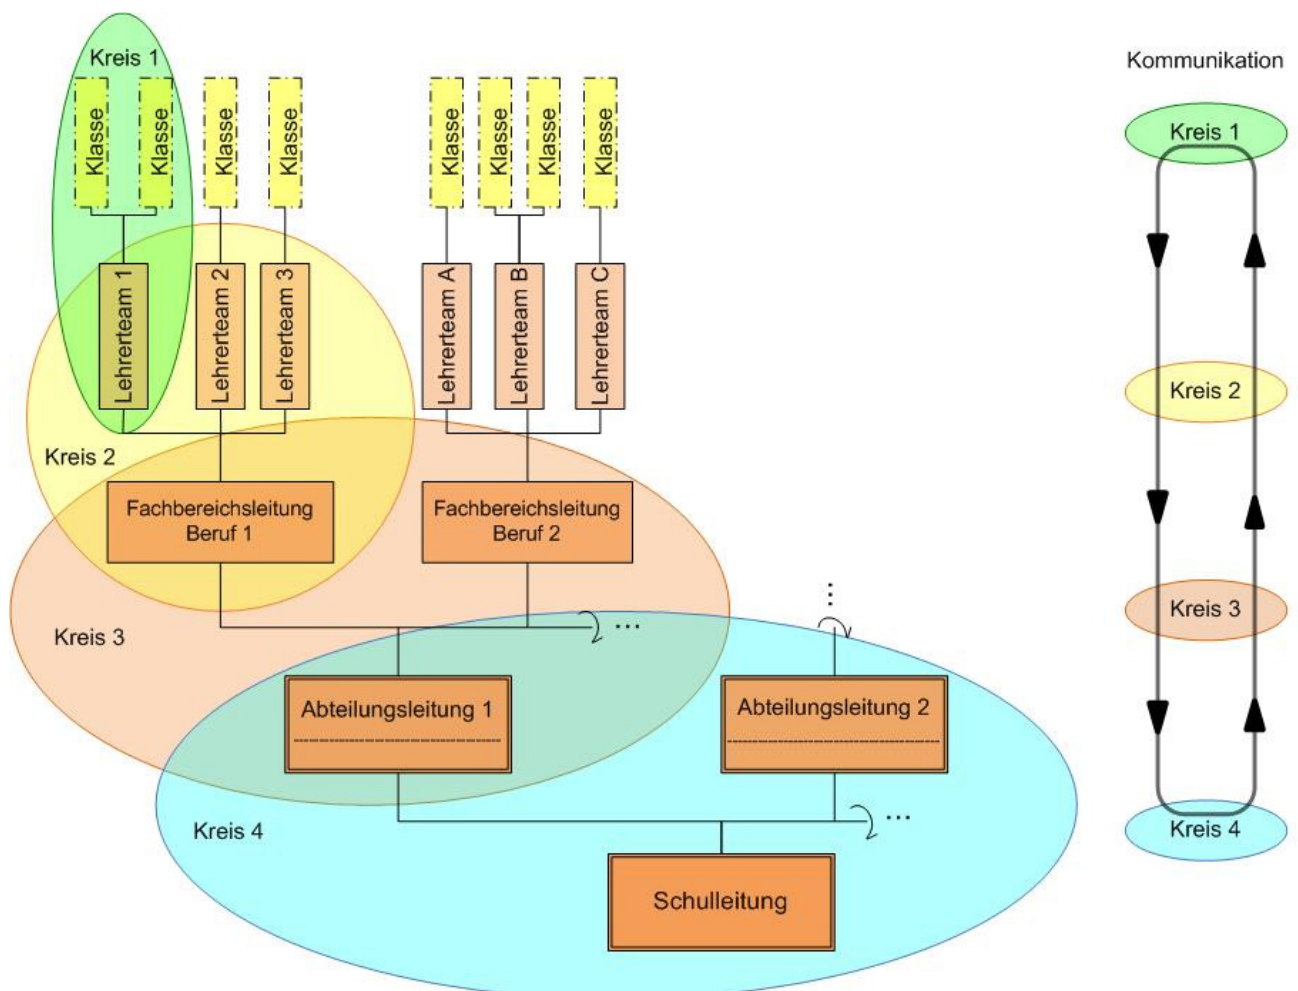 Kreis 1
Klasse
Klasse
Klasse
Klasse
Klasse
Klasse
Klasse
Klasse
Lehrerteam 1
Lehrerteam 2
Lehrerteam 3
Lehrerteam A
Lehrerteam B
Lehrerteam C
Kreis 2
Fachbereichsleitung
Beruf 1
Fachbereichsleitung
Beruf 2
Kreis 3
...
...
Abteilungsleitung 1
Abteilungsleitung 2
Kreis 4
...
Schulleitung
Kommunikation
Kreis 1
Kreis 2
Kreis 3
Kreis 4